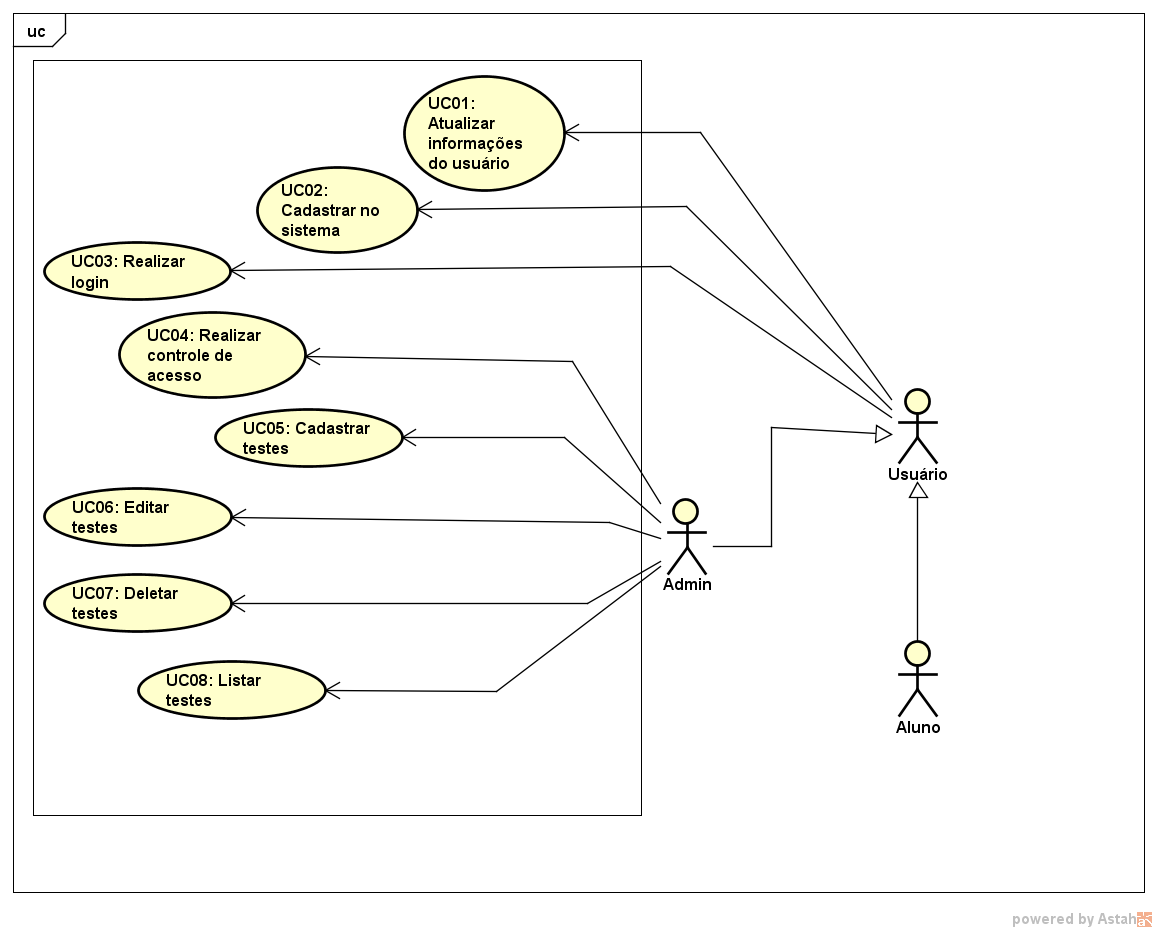 uc
UC01:
Atualizar
informações
do usuário
UC02:
Cadastrar no
sistema
UC03: Realizar
login
UC04: Realizar
controle de
acesso
UC05: Cadastrar
testes
UC06: Editar
testes
UC07: Deletar
testes
UC08: Listar
testes
Usuário
Admin
Aluno
powered by Astah